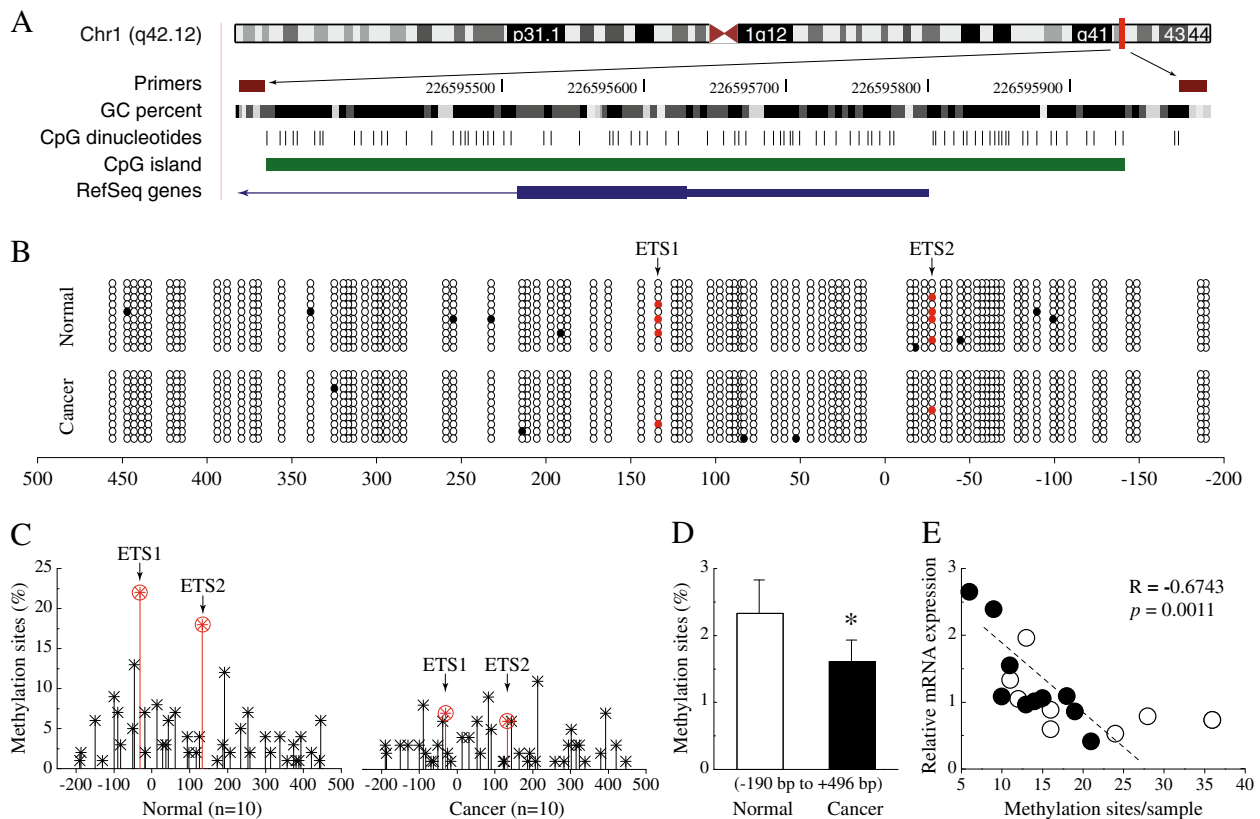 A
Chr1 (q42.12)
p31.1
1q12
q41
43
44
Primers
226595500
226595600
226595700
226595800
226595900
GC percent
CpG dinucleotides
CpG island
RefSeq genes
B
ETS1
ETS2
Normal
Cancer
500
450
400
350
300
250
200
150
100
50
0
-50
-100
-150
-200
C
Methylation sites (%)
25
20
15
10
5
0
ETS1
ETS2
-200
-100
0
100
200
300
400
500
Normal (n=10)
ETS1
ETS2
-200
-100
0
100
200
300
400
500
Cancer (n=10)
D
Methylation sites (%)
3
2
1
0
*
(-190 bp to +496 bp)
Normal
Cancer
E
Relative mRNA expression
3
2
1
0
R = -0.6743
p = 0.0011
5
10
15
20
25
30
35
40
Methylation sites/sample